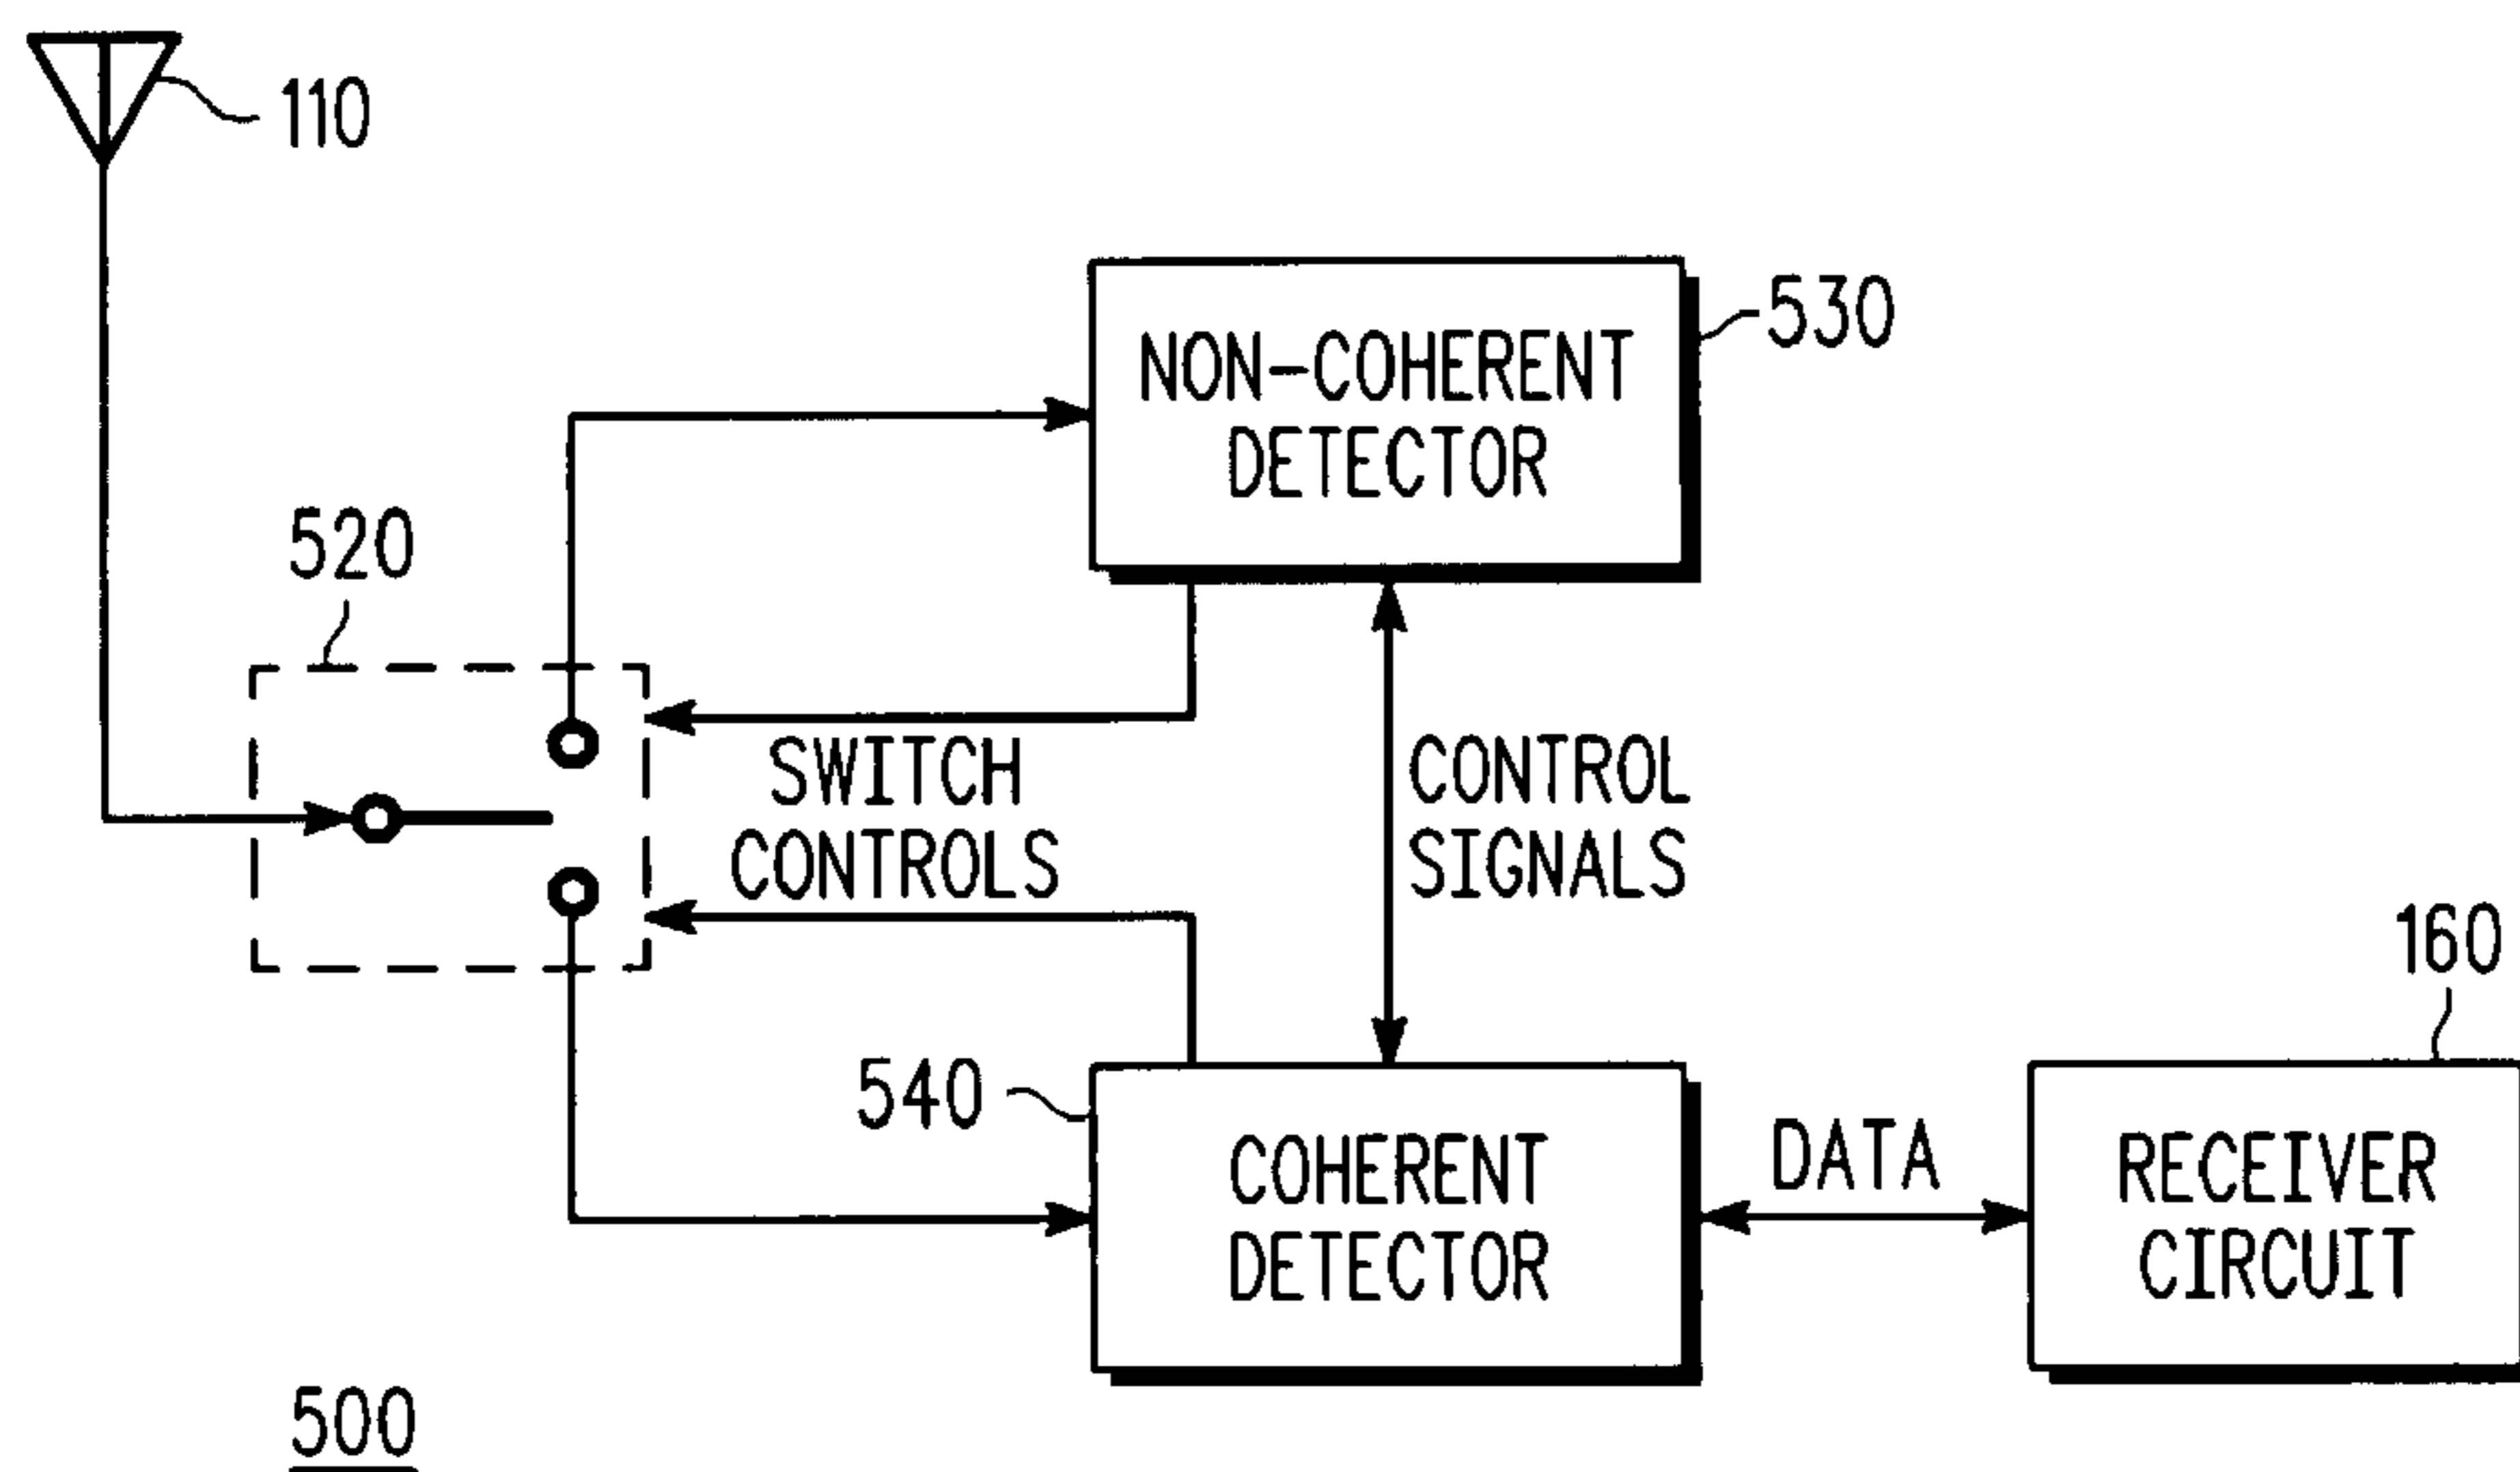 110
530
NON-COHERENT
DETECTOR
520
SWITCH
CONTROLS
CONTROL
SIGNALS
160
540
COHERENT
DETECTOR
DATA
RECEIVER
CIRCUIT
500